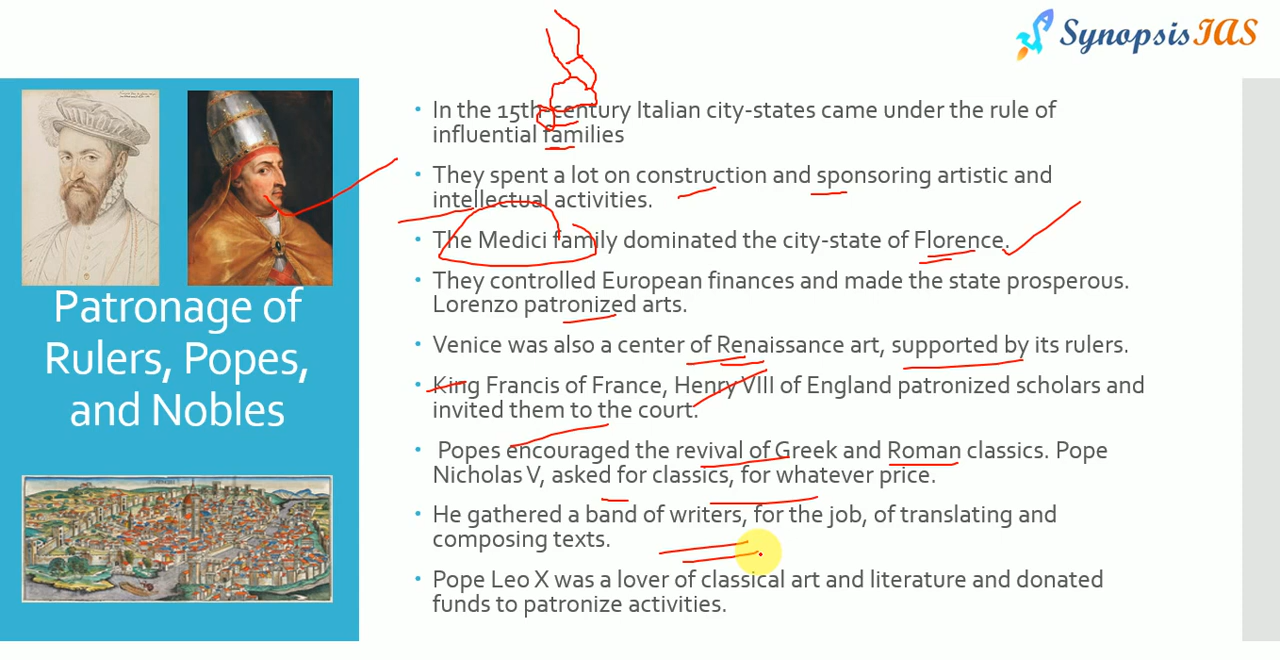 SynopsisIAS
• In the 15th-century Italian city-states came under the rule of
influential families
• They spent a lot on construction and sponsoring artistic and
intellectual activities.
• The Medici family dominated the city-state of Florence.
• They controlled European finances and made the state prosperous.
Lorenzo patronized arts.
• Venice was also a center of Renaissance art, supported by its rulers.
• King Francis of France, Henry VIII of England patronized scholars and
invited them to the court.
• Popes encouraged the revival of Greek and Roman classics. Pope
Nicholas V, asked for classics, for whatever price.
• He gathered a band of writers, for the job, of translating and
composing texts.
• Pope Leo X was a lover of classical art and literature and donated
funds to patronize activities.
Patronage of
Rulers, Popes,
and Nobles